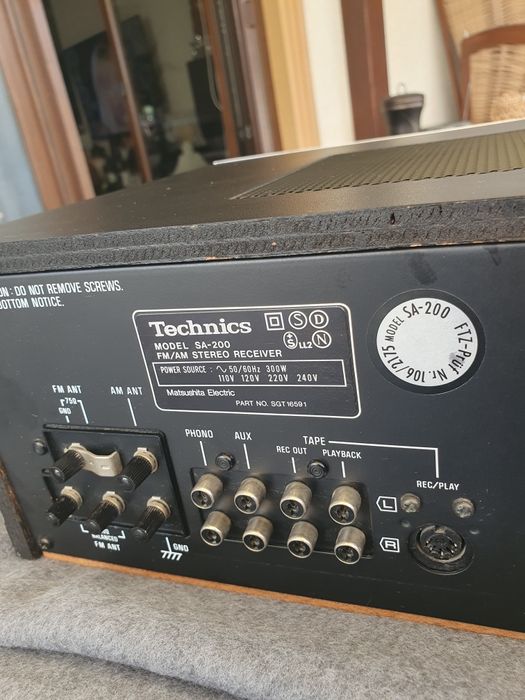 ON : DO NOT REMOVE SCREWS.
BOTTOM NOTICE.
Technics
MODEL SA-200
FM/AM STEREO RECEIVER
S D
S LL2 N
POWER SOURCE : ∿ 50/60Hz 300W
110V 120V 220V 240V
Matsushita Electric
PART NO. SGT16591
MODEL SA-200
FTZ-Prüf Nr. 106/2175
FM ANT
75Ω
GND
AM ANT
BALANCED
FM ANT
GND
PHONO
AUX
TAPE
REC OUT
PLAYBACK
REC/PLAY
L
R